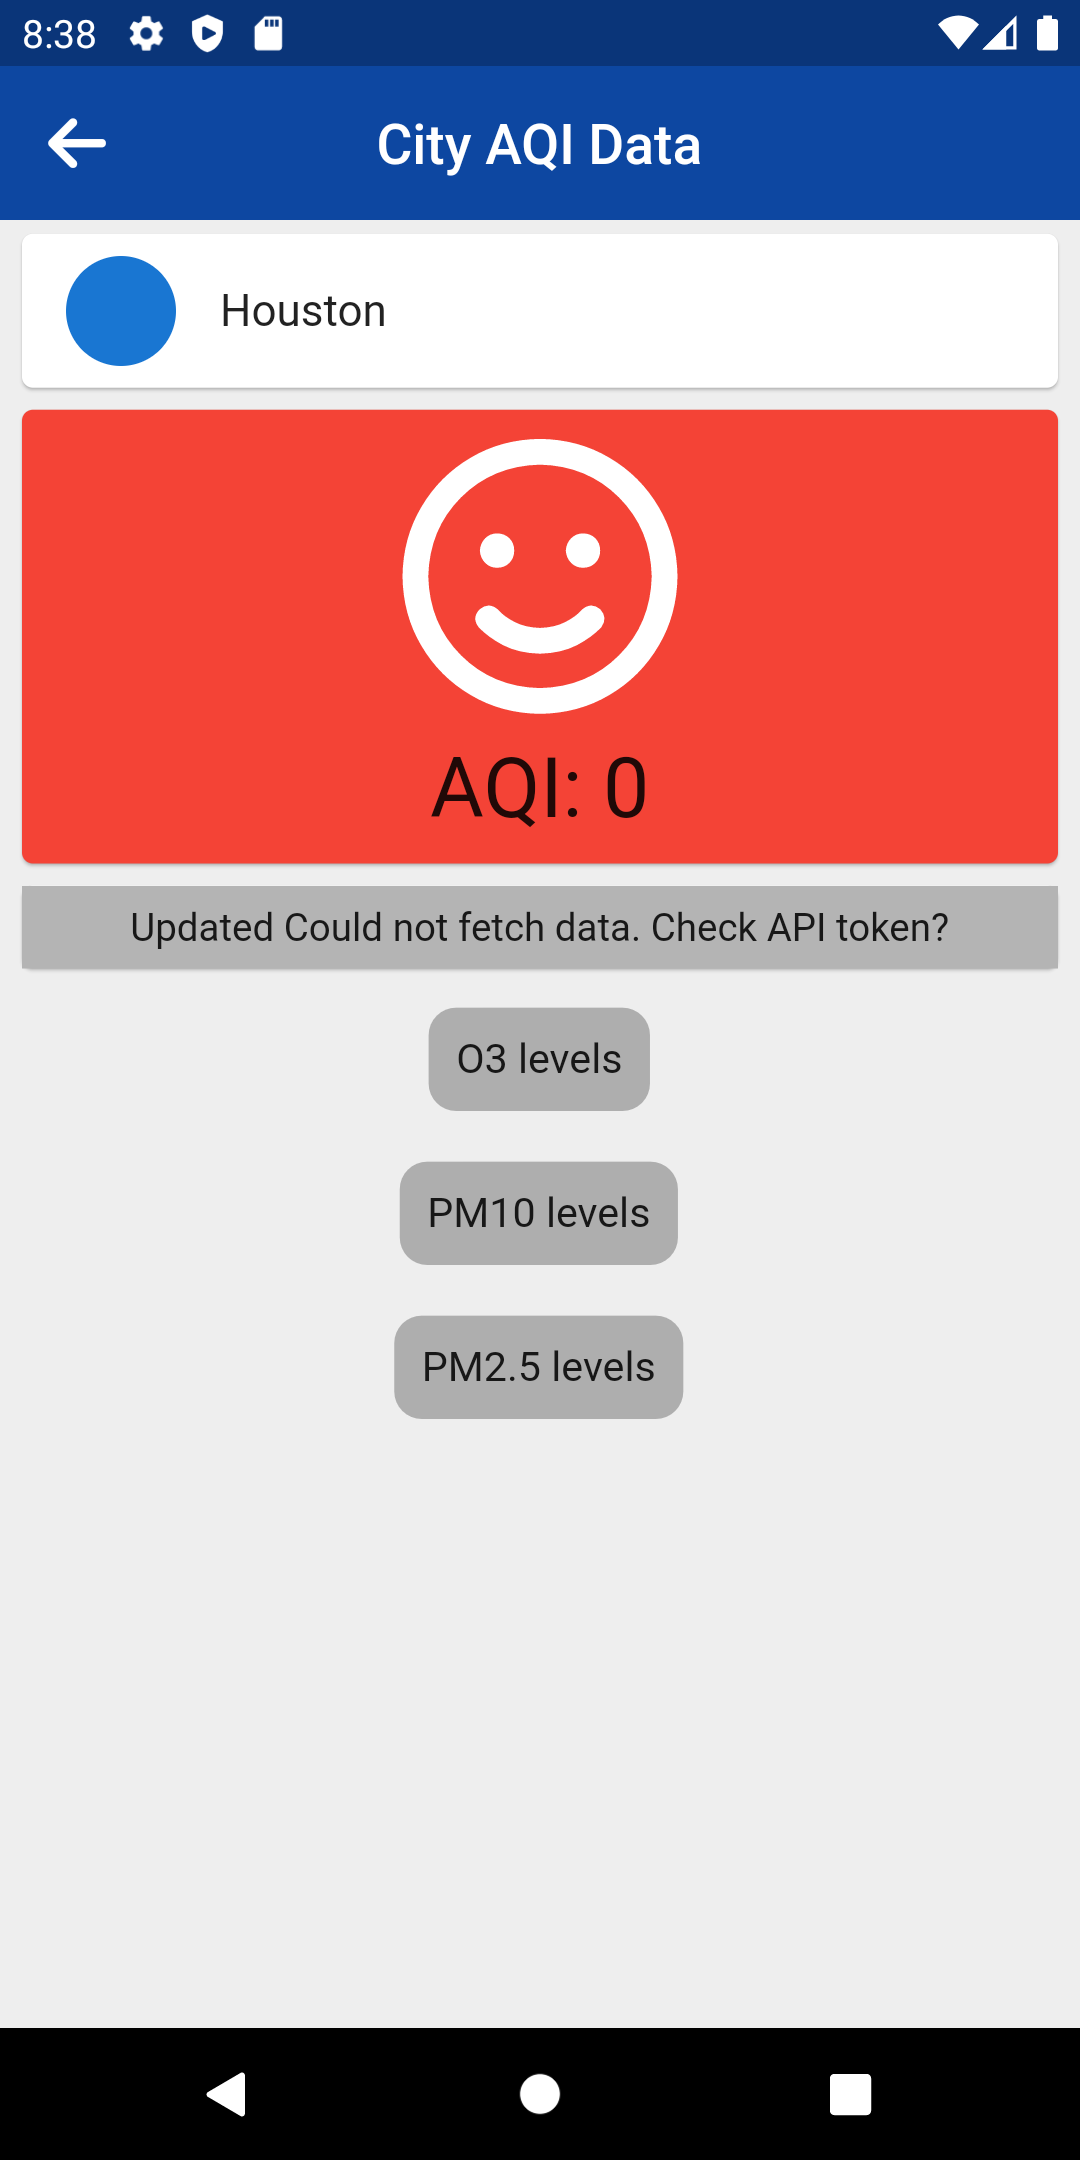 8:38
City AQI Data
Houston
AQI: 0
Updated Could not fetch data. Check API token?
O3 levels
PM10 levels
PM2.5 levels